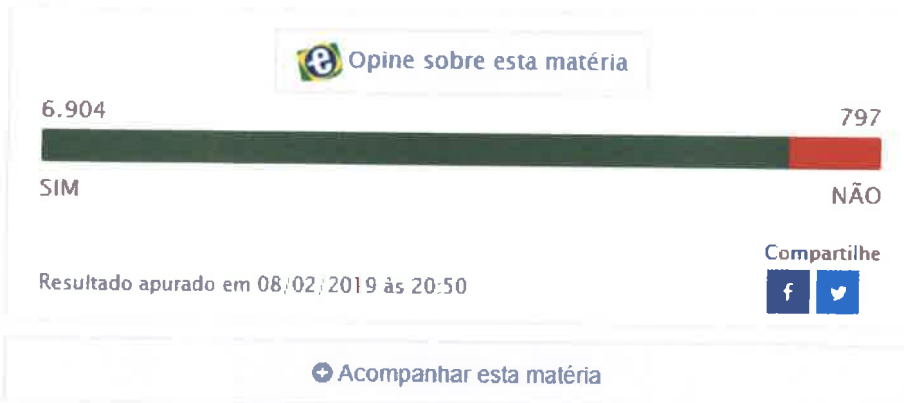 Opine sobre esta matéria
6.904
797
SIM
NÃO
Compartilhe
Resultado apurado em 08/02/2019 às 20:50
Acompanhar esta matéria